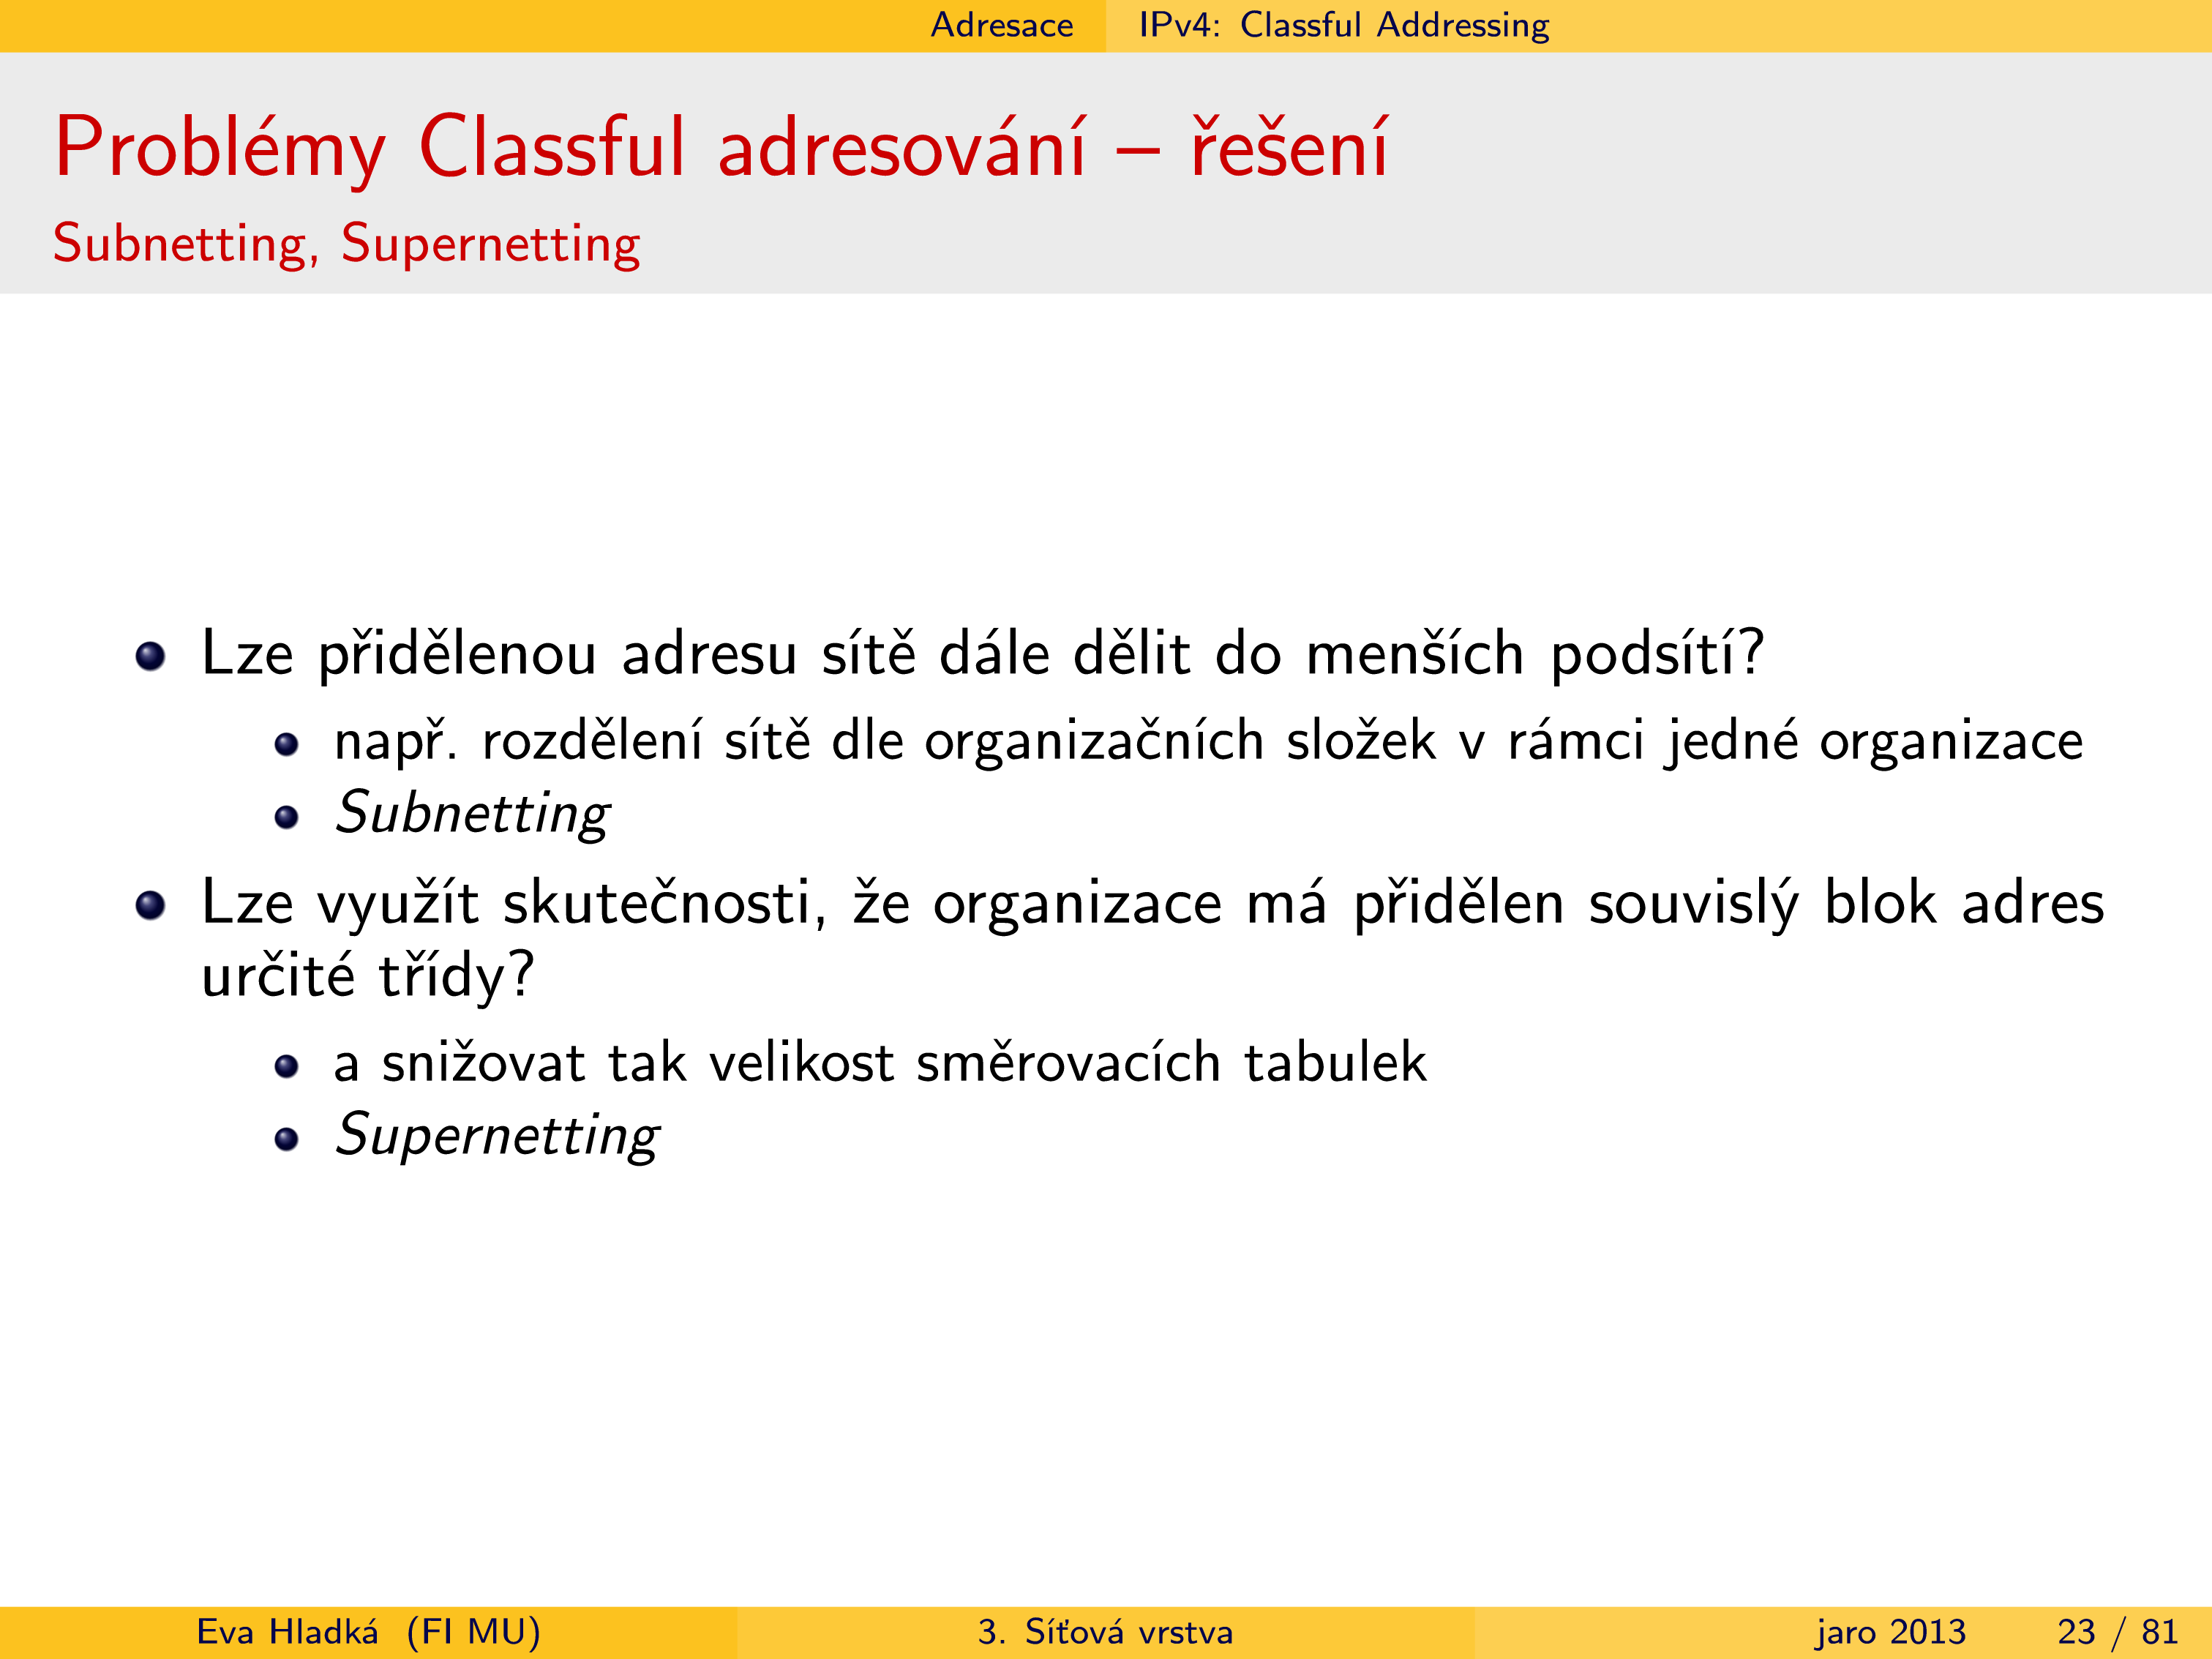 Adresace IPv4: Classful Addressing
Problémy Classful adresování – řešení
Subnetting, Supernetting
Lze přidělenou adresu sítě dále dělit do menších podsítí?
např. rozdělení sítě dle organizačních složek v rámci jedné organizace
Subnetting
Lze využít skutečnosti, že organizace má přidělen souvislý blok adres
určité třídy?
a snižovat tak velikost směrovacích tabulek
Supernetting
Eva Hladká (FI MU) 3. Síťová vrstva jaro 2013 23 / 81